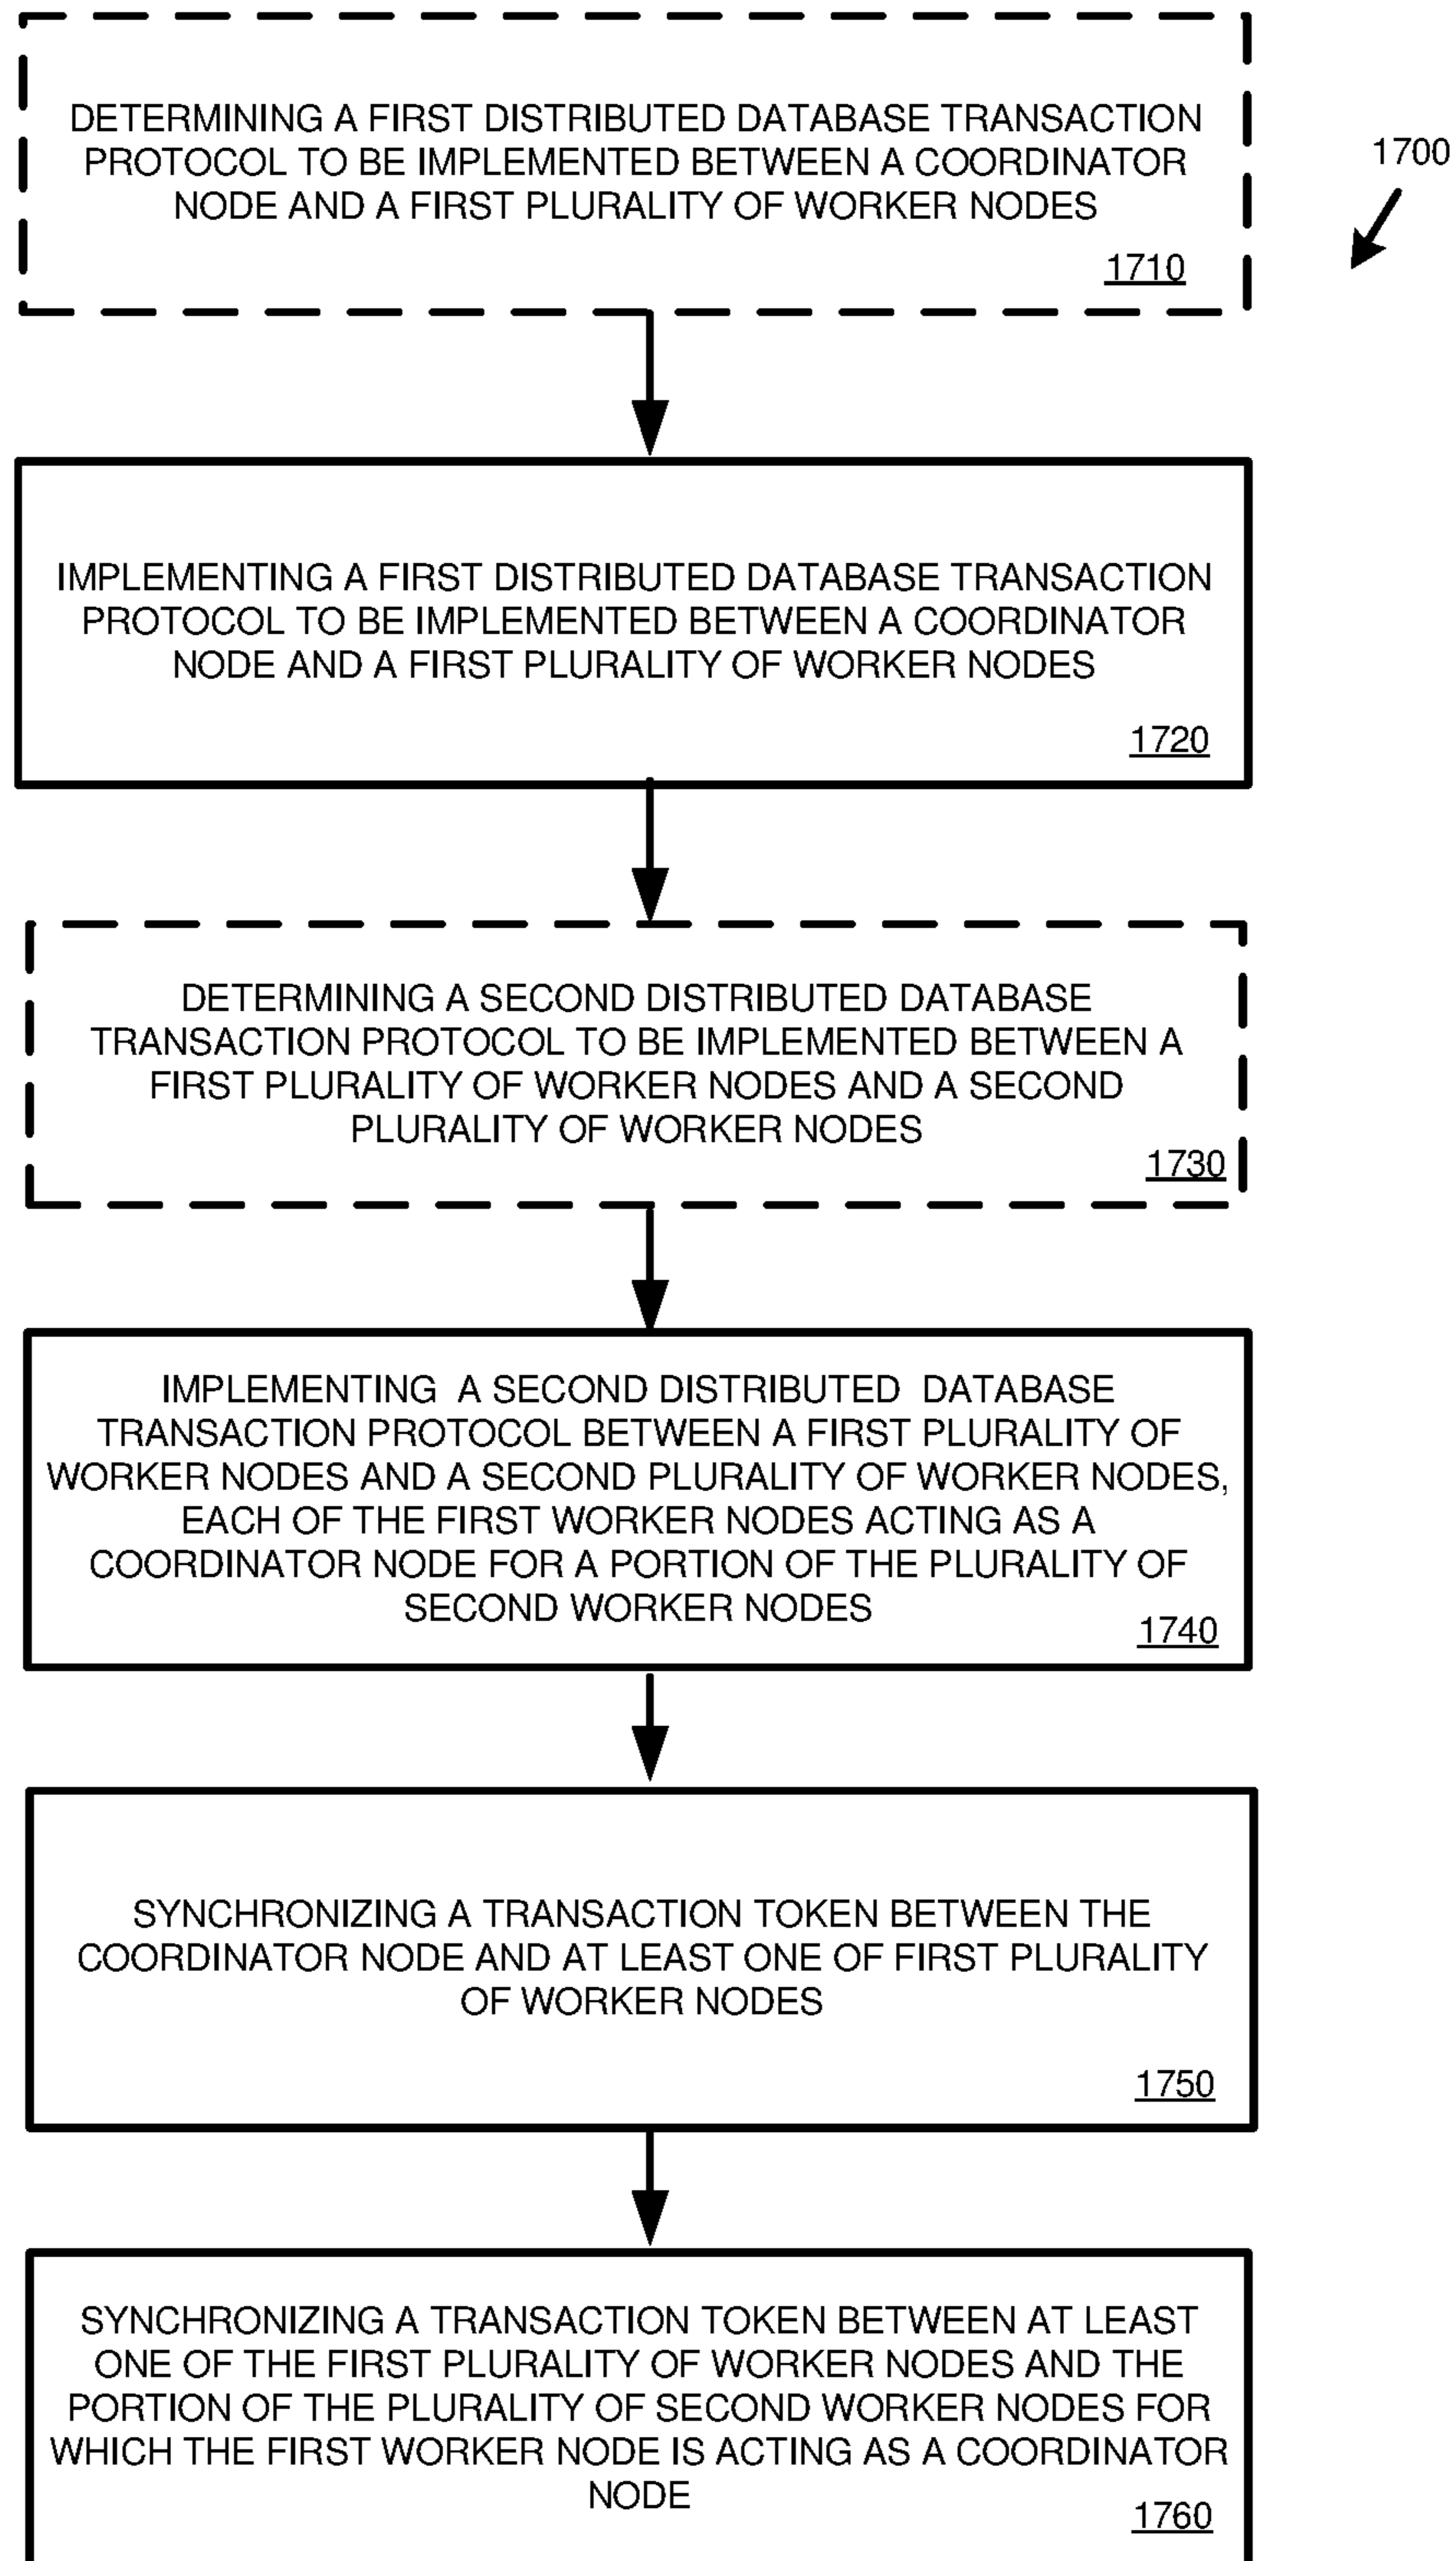 DETERMINING A FIRST DISTRIBUTED DATABASE TRANSACTION
PROTOCOL TO BE IMPLEMENTED BETWEEN A COORDINATOR
NODE AND A FIRST PLURALITY OF WORKER NODES
1710
1700
IMPLEMENTING A FIRST DISTRIBUTED DATABASE TRANSACTION
PROTOCOL TO BE IMPLEMENTED BETWEEN A COORDINATOR
NODE AND A FIRST PLURALITY OF WORKER NODES
1720
DETERMINING A SECOND DISTRIBUTED DATABASE
TRANSACTION PROTOCOL TO BE IMPLEMENTED BETWEEN A
FIRST PLURALITY OF WORKER NODES AND A SECOND
PLURALITY OF WORKER NODES
1730
IMPLEMENTING A SECOND DISTRIBUTED DATABASE
TRANSACTION PROTOCOL BETWEEN A FIRST PLURALITY OF
WORKER NODES AND A SECOND PLURALITY OF WORKER NODES,
EACH OF THE FIRST WORKER NODES ACTING AS A
COORDINATOR NODE FOR A PORTION OF THE PLURALITY OF
SECOND WORKER NODES
1740
SYNCHRONIZING A TRANSACTION TOKEN BETWEEN THE
COORDINATOR NODE AND AT LEAST ONE OF FIRST PLURALITY
OF WORKER NODES
1750
SYNCHRONIZING A TRANSACTION TOKEN BETWEEN AT LEAST
ONE OF THE FIRST PLURALITY OF WORKER NODES AND THE
PORTION OF THE PLURALITY OF SECOND WORKER NODES FOR
WHICH THE FIRST WORKER NODE IS ACTING AS A COORDINATOR
NODE
1760